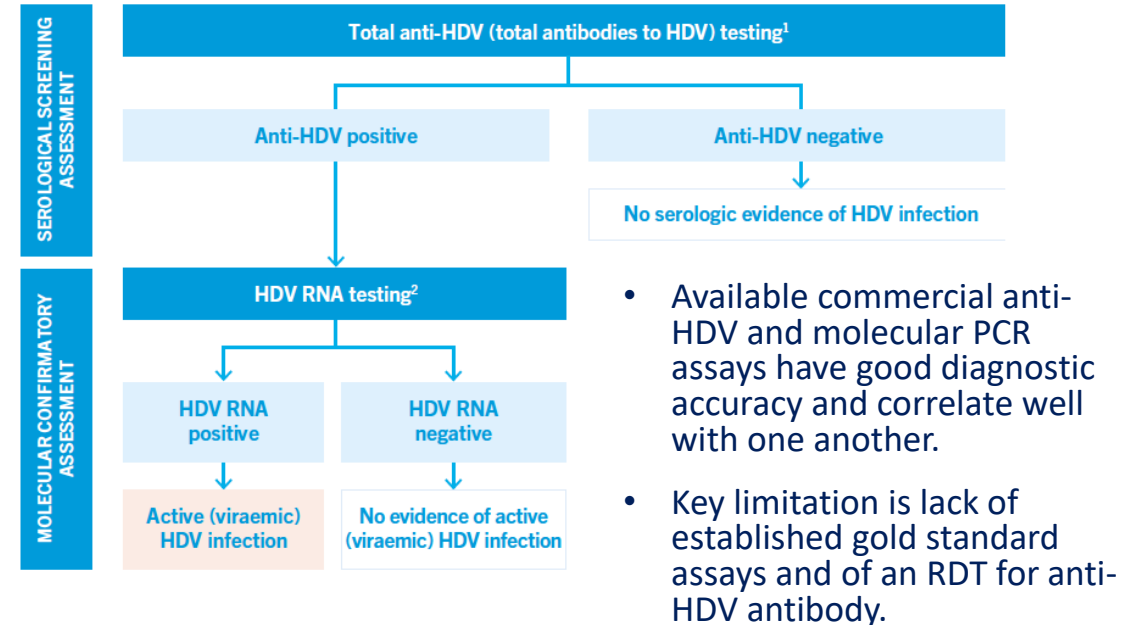 SEROLOGICAL SCREENING
ASSESSMENT
Total anti-HDV (total antibodies to HDV) testing¹
Anti-HDV positive
Anti-HDV negative
No serologic evidence of HDV infection
MOLECULAR CONFIRMATORY
ASSESSMENT
HDV RNA testing²
HDV RNA
positive
HDV RNA
negative
Active (viraemic)
HDV infection
No evidence of active
(viraemic) HDV infection
• Available commercial anti-
HDV and molecular PCR
assays have good diagnostic
accuracy and correlate well
with one another.
• Key limitation is lack of
established gold standard
assays and of an RDT for anti-
HDV antibody.